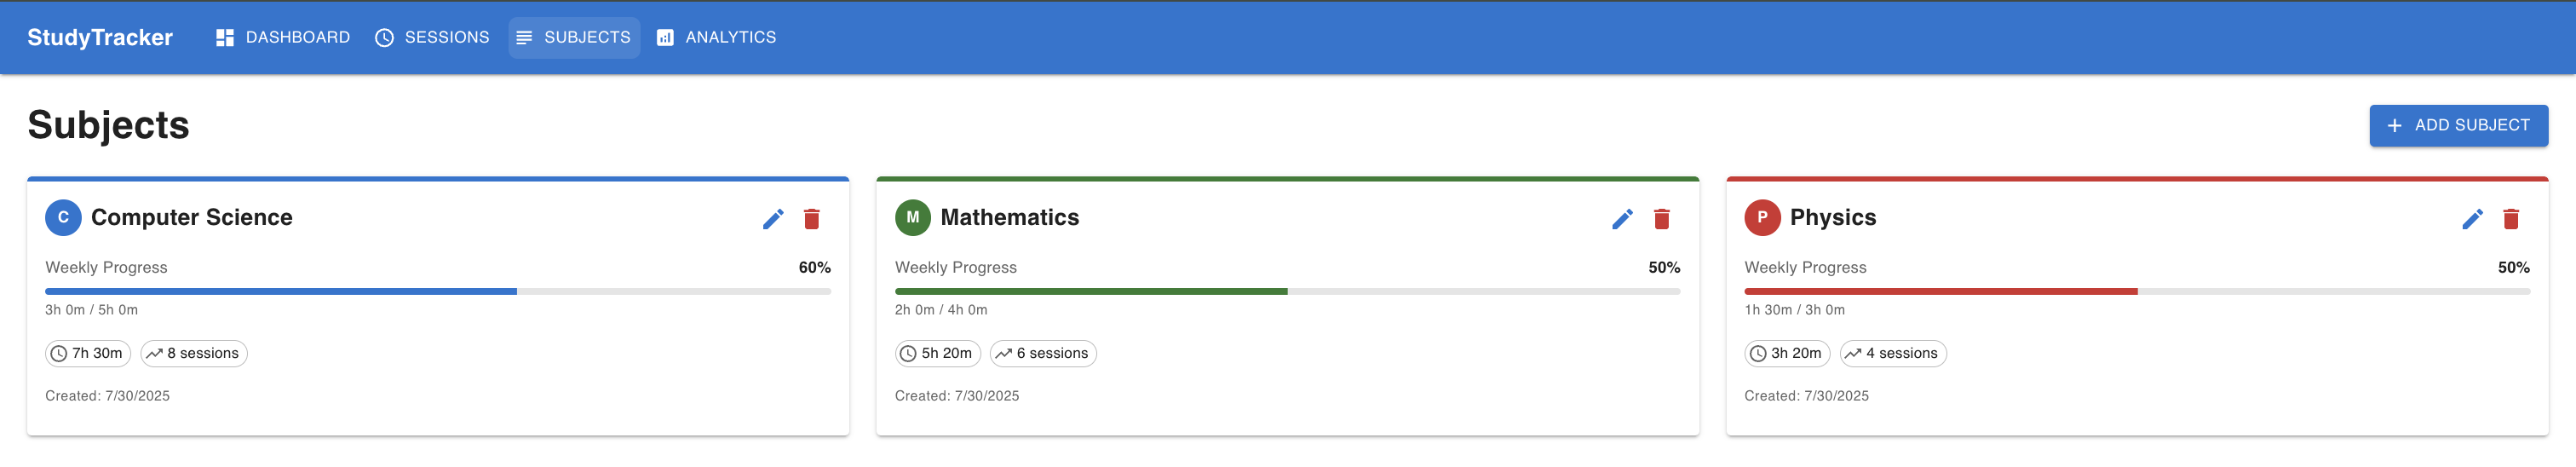 StudyTracker DASHBOARD SESSIONS SUBJECTS ANALYTICS
Subjects
+ ADD SUBJECT
C Computer Science
Weekly Progress 60%
3h 0m / 5h 0m
7h 30m 8 sessions
Created: 7/30/2025
M Mathematics
Weekly Progress 50%
2h 0m / 4h 0m
5h 20m 6 sessions
Created: 7/30/2025
P Physics
Weekly Progress 50%
1h 30m / 3h 0m
3h 20m 4 sessions
Created: 7/30/2025